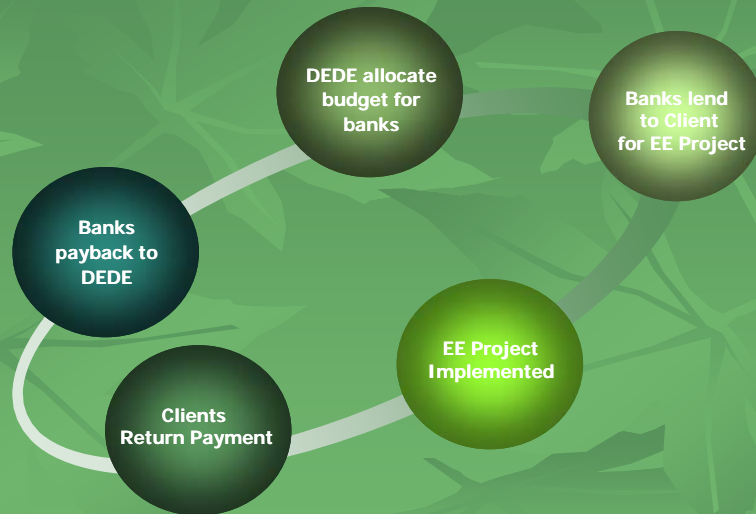 DEDE allocate
budget for
banks
Banks lend
to Client
for EE Project
Banks
payback to
DEDE
EE Project
Implemented
Clients
Return Payment